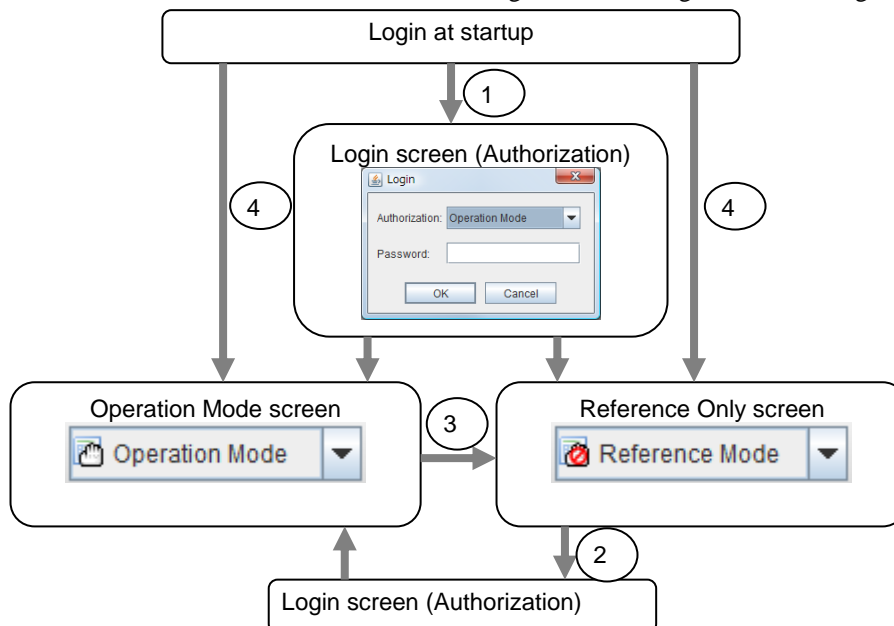 Login at startup
1
Login screen (Authorization)
Login
Authorization: Operation Mode
Password:
OK Cancel
4
4
Operation Mode screen
Operation Mode
3
Reference Only screen
Reference Mode
2
Login screen (Authorization)